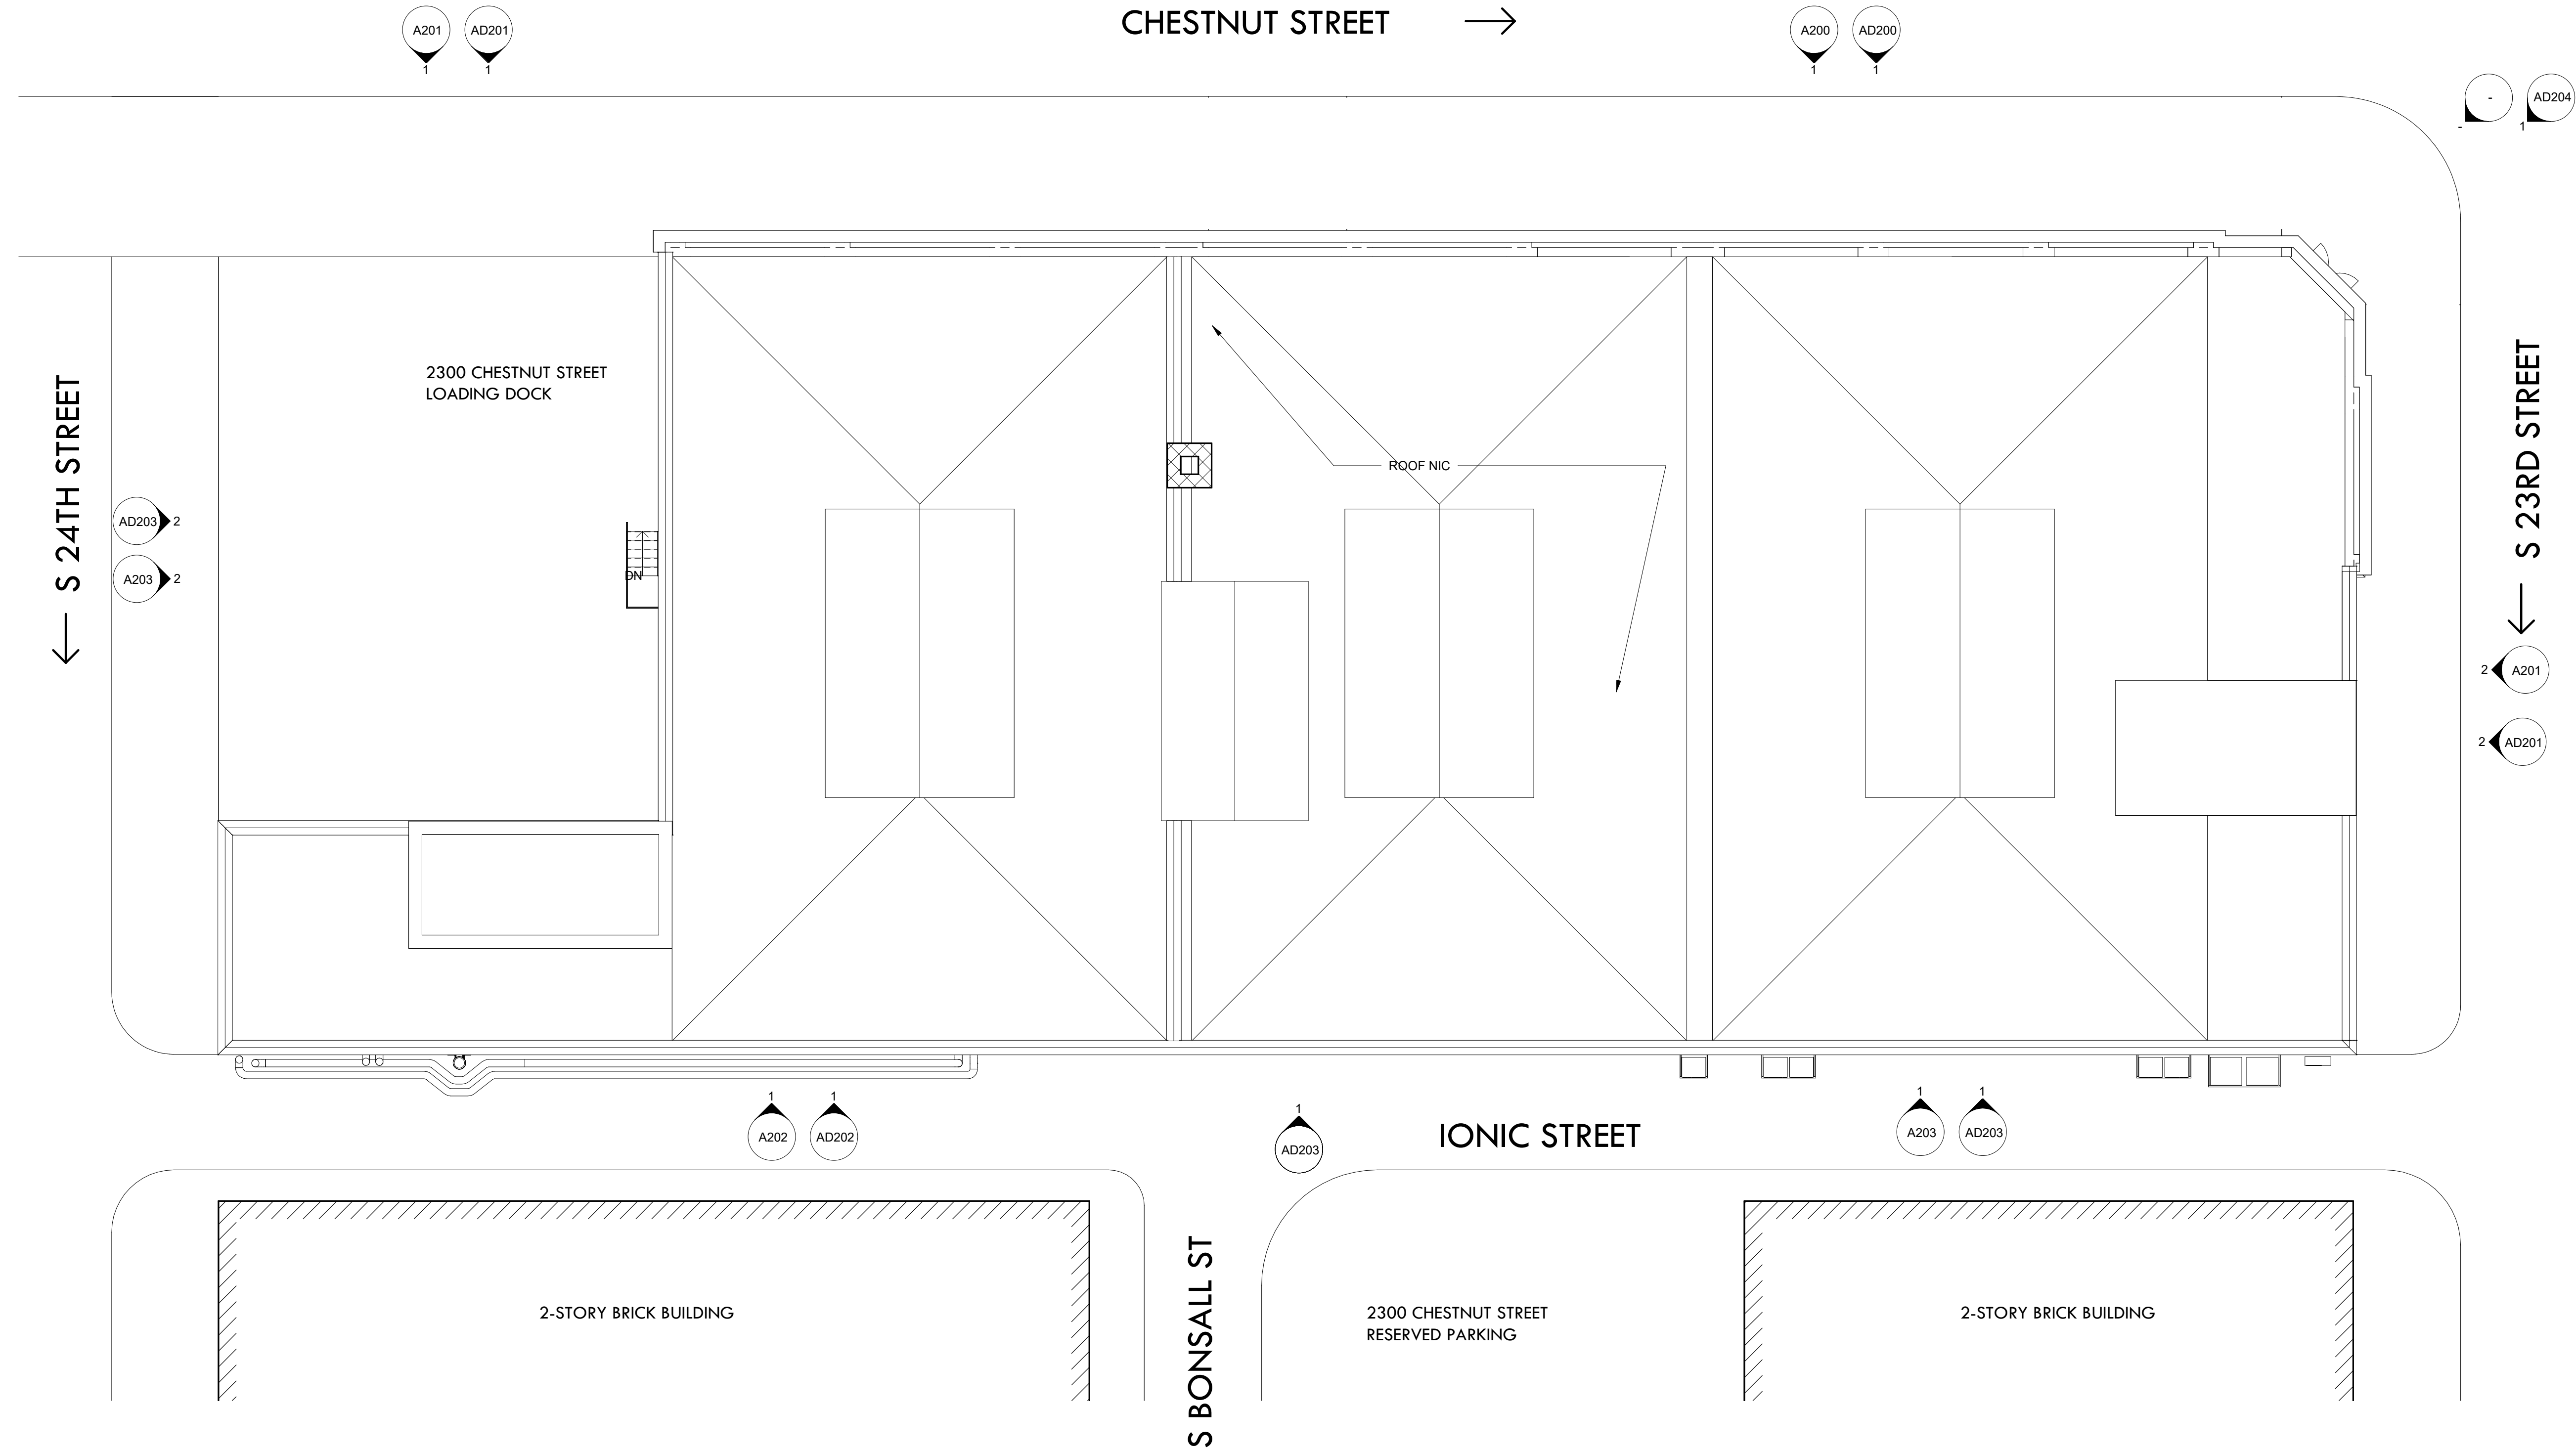 CHESTNUT STREET
A201
1
AD201
1
A200
1
AD200
1
-
-
AD204
1
2300 CHESTNUT STREET
LOADING DOCK
S 24TH STREET
S 23RD STREET
ROOF NIC
AD203
2
A203
2
DN
2
A201
2
AD201
1
A202
1
AD202
1
AD203
IONIC STREET
1
A203
1
AD203
S BONSALL ST
2-STORY BRICK BUILDING
2300 CHESTNUT STREET
RESERVED PARKING
2-STORY BRICK BUILDING